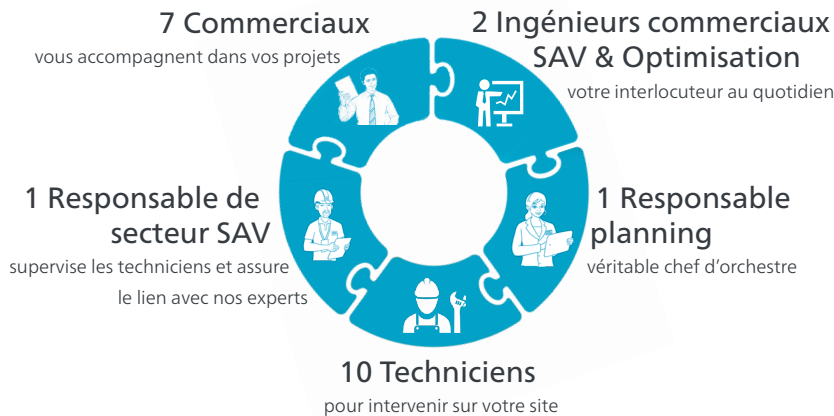 7 Commerciaux
vous accompagnent dans vos projets
2 Ingénieurs commerciaux
SAV & Optimisation
votre interlocuteur au quotidien
1 Responsable de
secteur SAV
supervise les techniciens et assure
le lien avec nos experts
1 Responsable
planning
véritable chef d’orchestre
10 Techniciens
pour intervenir sur votre site